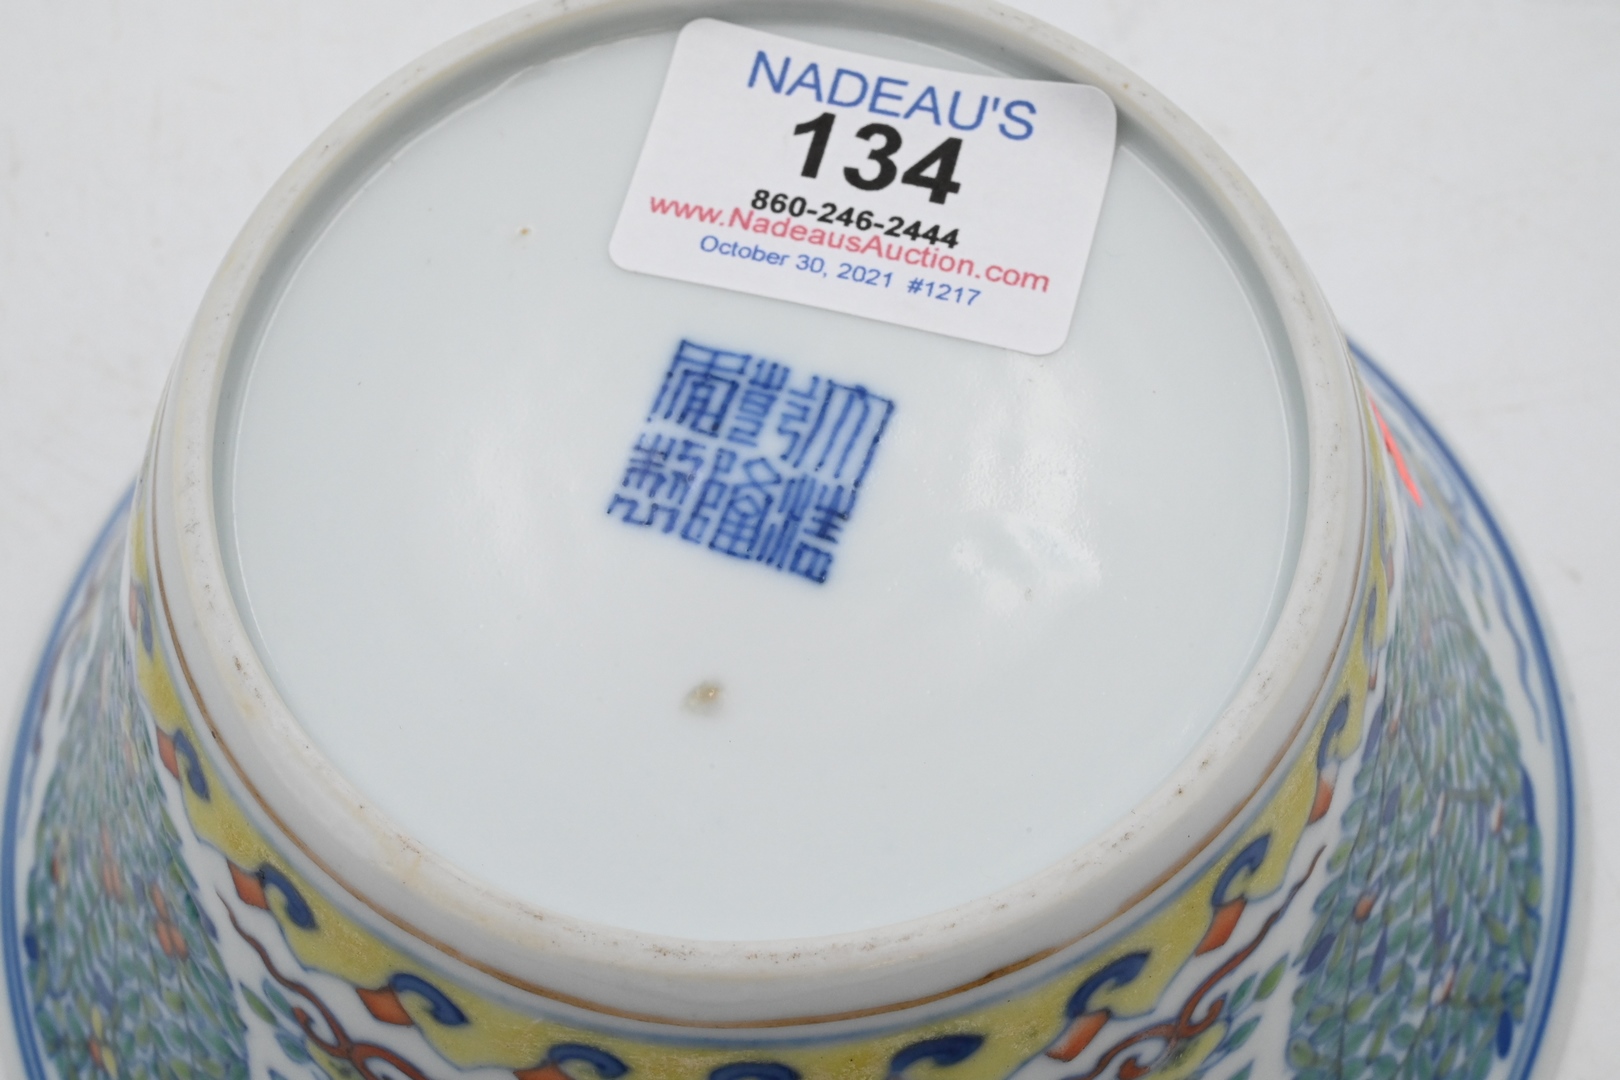 NADEAU'S
134
860-246-2444
www.NadeausAuction.com
October 30, 2021 #1217
大清
乾隆
年製